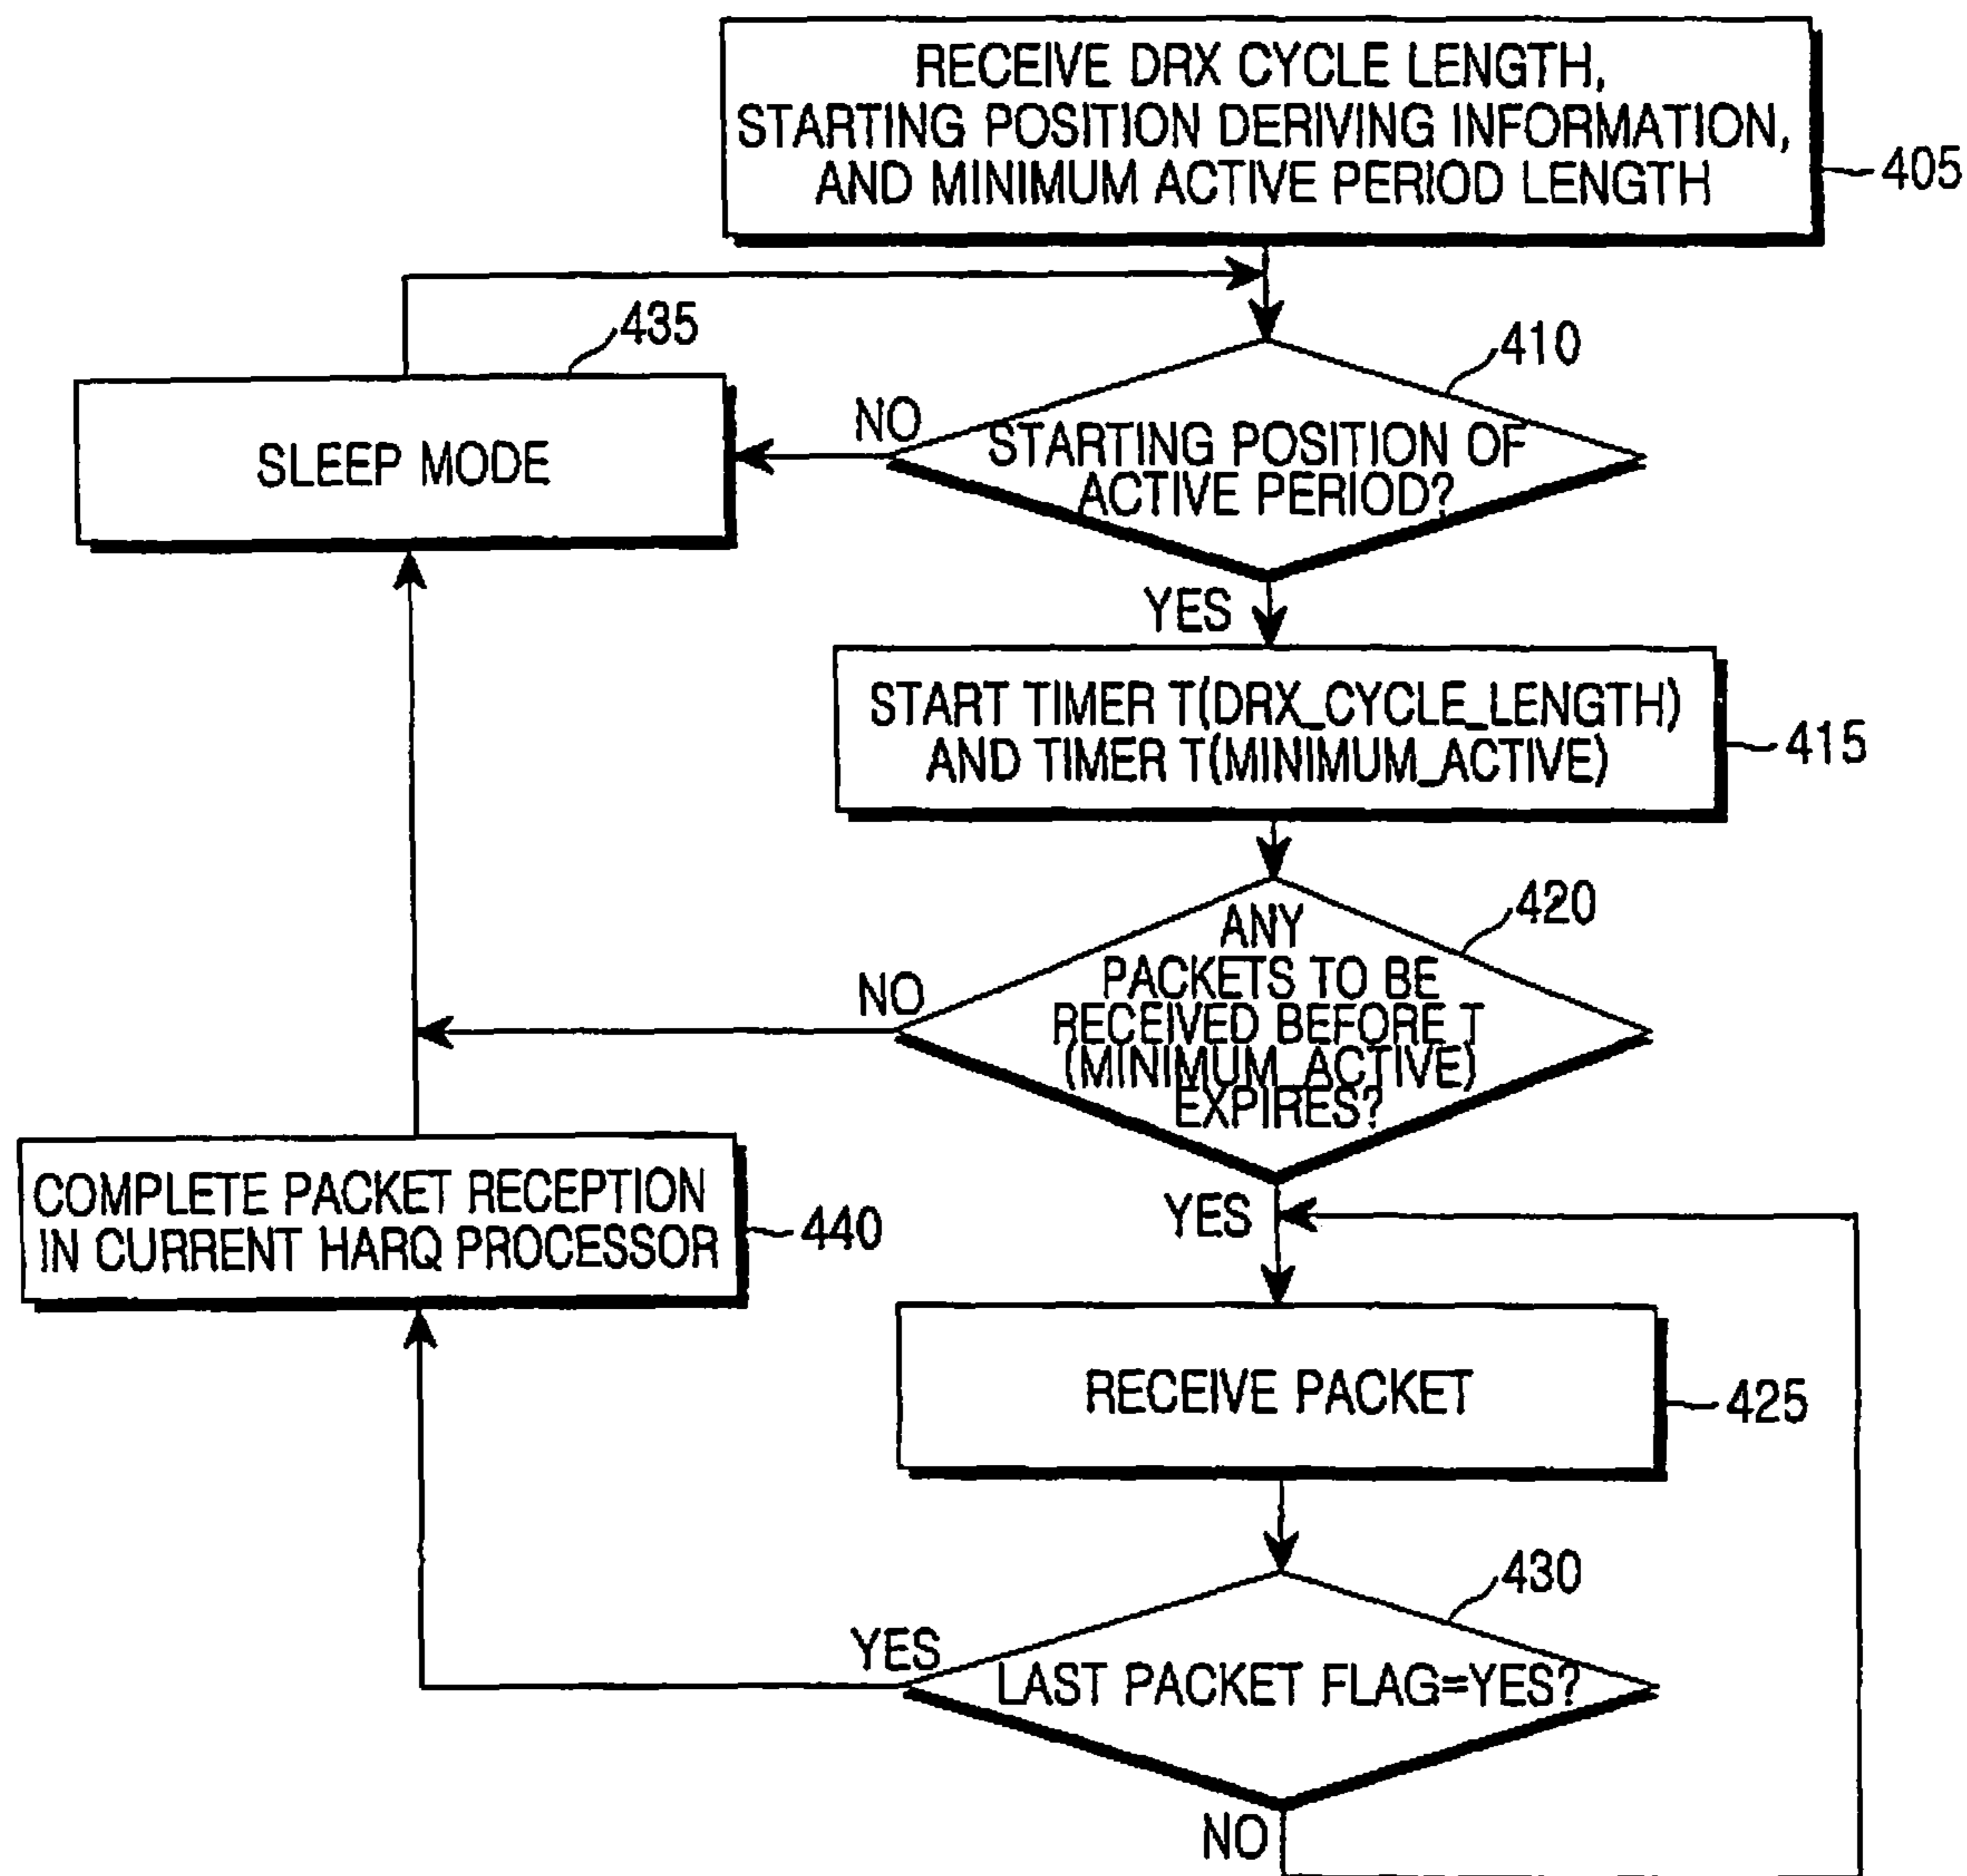 RECEIVE DRX CYCLE LENGTH,
STARTING POSITION DERIVING INFORMATION,
AND MINIMUM ACTIVE PERIOD LENGTH
405
435
410
NO
SLEEP MODE
STARTING POSITION OF
ACTIVE PERIOD?
YES
START TIMER T(DRX_CYCLE_LENGTH)
AND TIMER T(MINIMUM_ACTIVE)
415
420
ANY
PACKETS TO BE
RECEIVED BEFORE T
(MINIMUM_ACTIVE)
EXPIRES?
NO
YES
COMPLETE PACKET RECEPTION
IN CURRENT HARQ PROCESSOR
440
RECEIVE PACKET
425
430
YES
LAST PACKET FLAG=YES?
NO